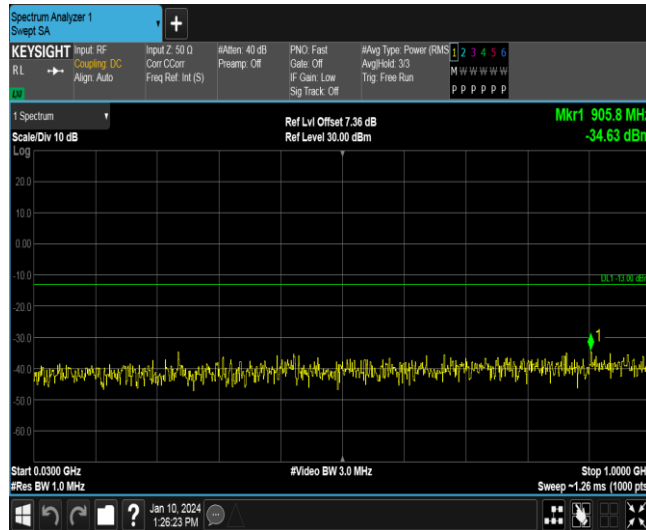 Spectrum Analyzer 1
Swept SA
+
KEYSIGHT
RL
LXI
Input: RF
Coupling: DC
Align: Auto
Input Z: 50 Ω
Corr CCorr
Freq Ref: Int (S)
#Atten: 40 dB
Preamp: Off
PNO: Fast
Gate: Off
IF Gain: Low
Sig Track: Off
#Avg Type: Power (RMS
Avg|Hold: 3/3
Trig: Free Run
1 2 3 4 5 6
M W W W W W
P P P P P P
1 Spectrum
Scale/Div 10 dB
Log
Ref Lvl Offset 7.36 dB
Ref Level 30.00 dBm
Mkr1 905.8 MHz
-34.63 dBm
20.0
10.0
0.00
-10.0
DL1 -13.00 dB
-20.0
-30.0
1
-40.0
-50.0
-60.0
Start 0.0300 GHz
#Res BW 1.0 MHz
#Video BW 3.0 MHz
Stop 1.0000 GH
Sweep ~1.26 ms (1000 pts
?
Jan 10, 2024
1:26:23 PM